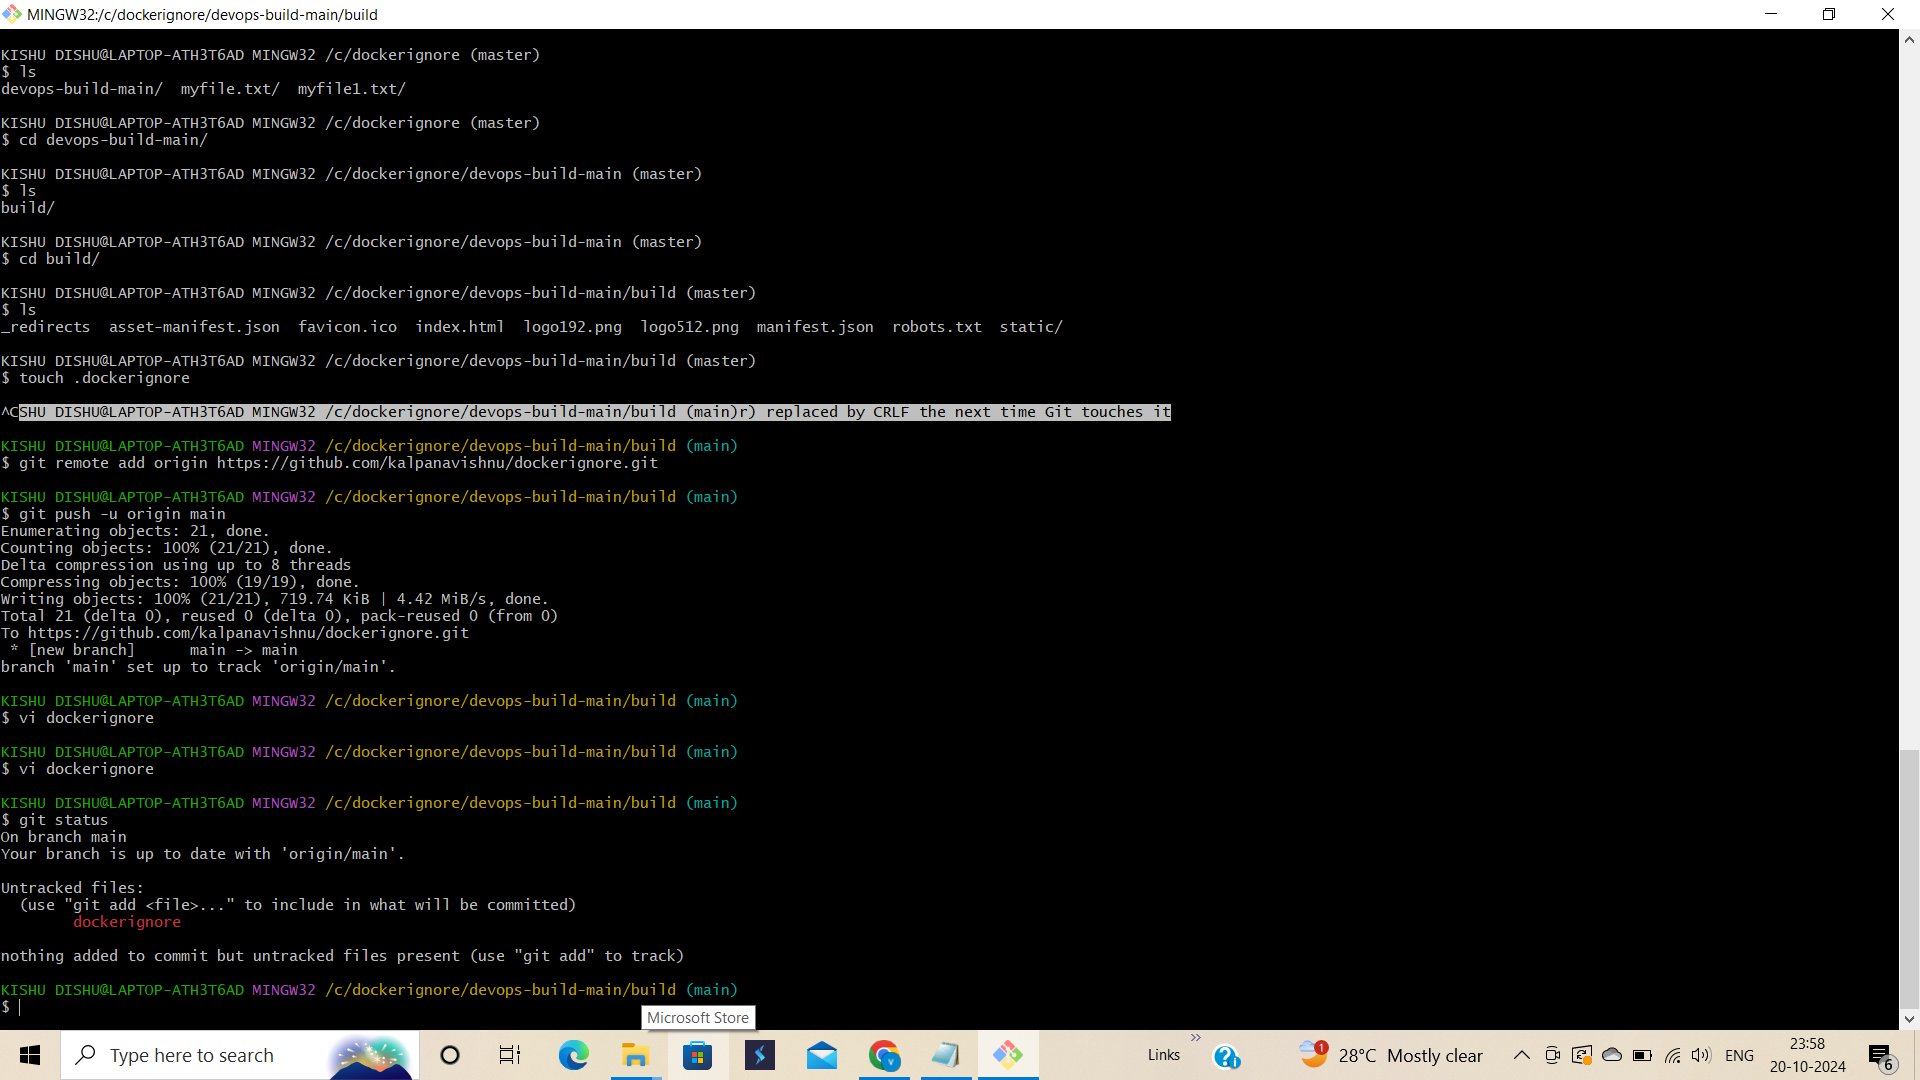 MINGW32:/c/dockerignore/devops-build-main/build
KISHU DISHU@LAPTOP-ATH3T6AD MINGW32 /c/dockerignore (master)
$ ls
devops-build-main/  myfile.txt/  myfile1.txt/
KISHU DISHU@LAPTOP-ATH3T6AD MINGW32 /c/dockerignore (master)
$ cd devops-build-main/
KISHU DISHU@LAPTOP-ATH3T6AD MINGW32 /c/dockerignore/devops-build-main (master)
$ ls
build/
KISHU DISHU@LAPTOP-ATH3T6AD MINGW32 /c/dockerignore/devops-build-main (master)
$ cd build/
KISHU DISHU@LAPTOP-ATH3T6AD MINGW32 /c/dockerignore/devops-build-main/build (master)
$ ls
_redirects  asset-manifest.json  favicon.ico  index.html  logo192.png  logo512.png  manifest.json  robots.txt  static/
KISHU DISHU@LAPTOP-ATH3T6AD MINGW32 /c/dockerignore/devops-build-main/build (master)
$ touch .dockerignore
^CSHU DISHU@LAPTOP-ATH3T6AD MINGW32 /c/dockerignore/devops-build-main/build (main)r) replaced by CRLF the next time Git touches it
KISHU DISHU@LAPTOP-ATH3T6AD MINGW32 /c/dockerignore/devops-build-main/build (main)
$ git remote add origin https://github.com/kalpanavishnu/dockerignore.git
KISHU DISHU@LAPTOP-ATH3T6AD MINGW32 /c/dockerignore/devops-build-main/build (main)
$ git push -u origin main
Enumerating objects: 21, done.
Counting objects: 100% (21/21), done.
Delta compression using up to 8 threads
Compressing objects: 100% (19/19), done.
Writing objects: 100% (21/21), 719.74 KiB | 4.42 MiB/s, done.
Total 21 (delta 0), reused 0 (delta 0), pack-reused 0 (from 0)
To https://github.com/kalpanavishnu/dockerignore.git
 * [new branch]      main -> main
branch 'main' set up to track 'origin/main'.
KISHU DISHU@LAPTOP-ATH3T6AD MINGW32 /c/dockerignore/devops-build-main/build (main)
$ vi dockerignore
KISHU DISHU@LAPTOP-ATH3T6AD MINGW32 /c/dockerignore/devops-build-main/build (main)
$ vi dockerignore
KISHU DISHU@LAPTOP-ATH3T6AD MINGW32 /c/dockerignore/devops-build-main/build (main)
$ git status
On branch main
Your branch is up to date with 'origin/main'.
Untracked files:
  (use "git add <file>..." to include in what will be committed)
        dockerignore
nothing added to commit but untracked files present (use "git add" to track)
KISHU DISHU@LAPTOP-ATH3T6AD MINGW32 /c/dockerignore/devops-build-main/build (main)
$
Microsoft Store
Type here to search
Links
1
28°C  Mostly clear
ENG
23:58
20-10-2024
6